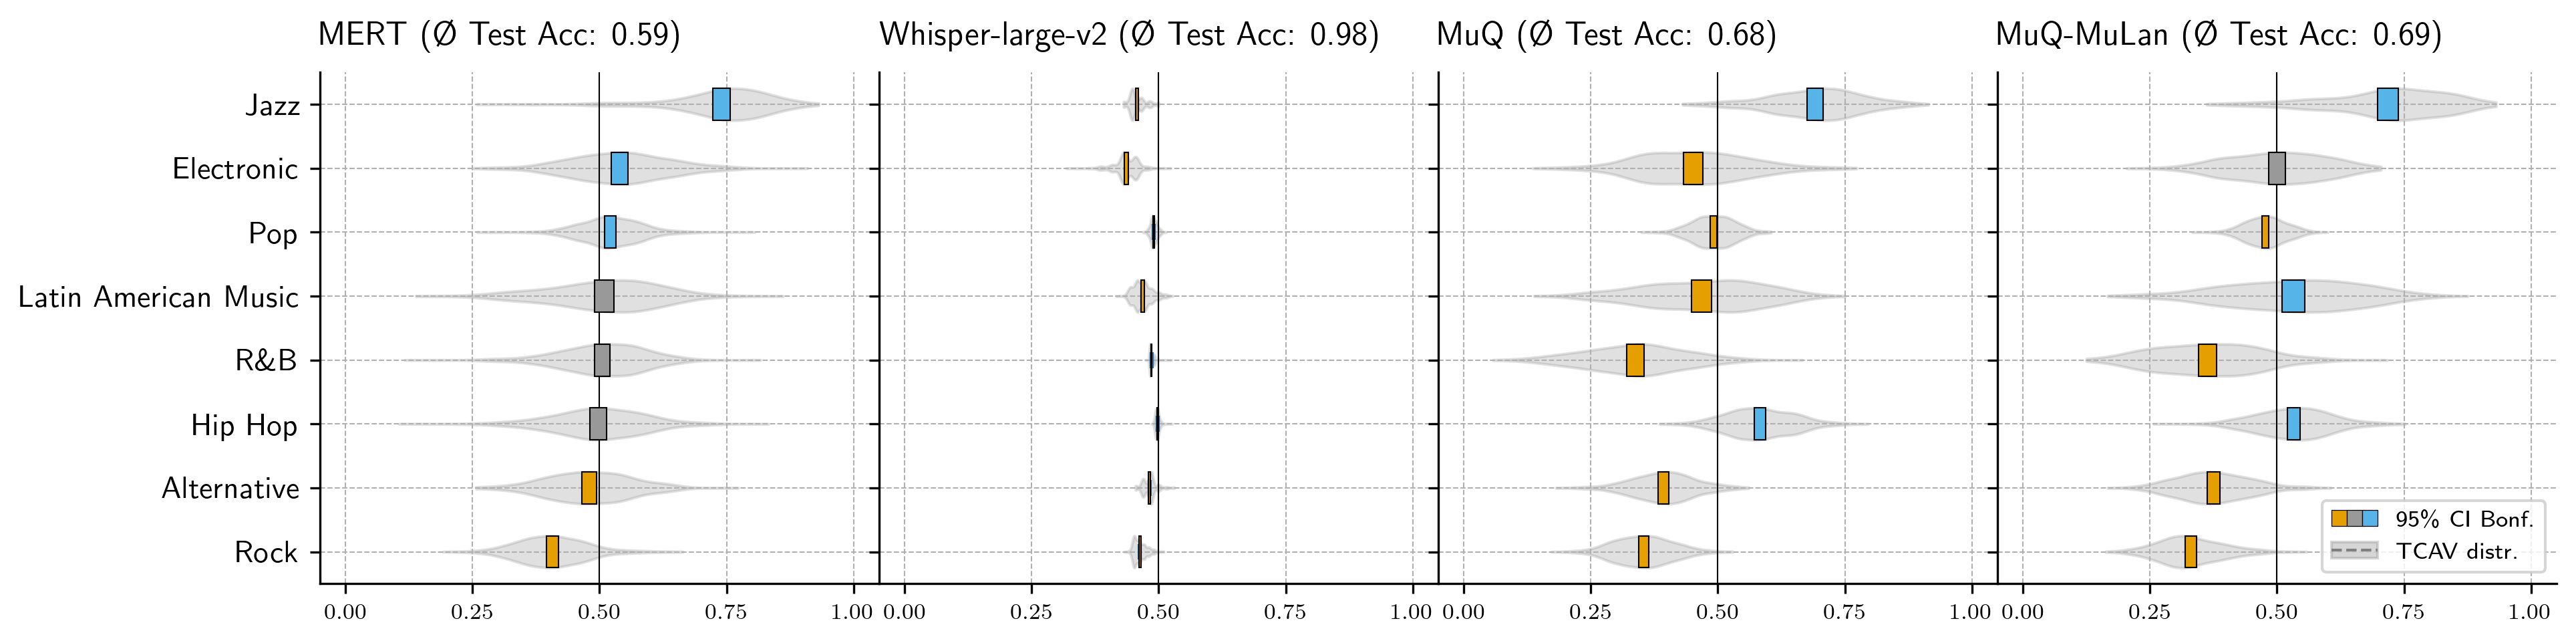 MERT (Ø Test Acc: 0.59)
Whisper-large-v2 (Ø Test Acc: 0.98)
MuQ (Ø Test Acc: 0.68)
MuQ-MuLan (Ø Test Acc: 0.69)
Jazz
Electronic
Pop
Latin American Music
R&B
Hip Hop
Alternative
Rock
95% CI Bonf.
TCAV distr.
0.00 0.25 0.50 0.75 1.00
0.00 0.25 0.50 0.75 1.00
0.00 0.25 0.50 0.75 1.00
0.00 0.25 0.50 0.75 1.00